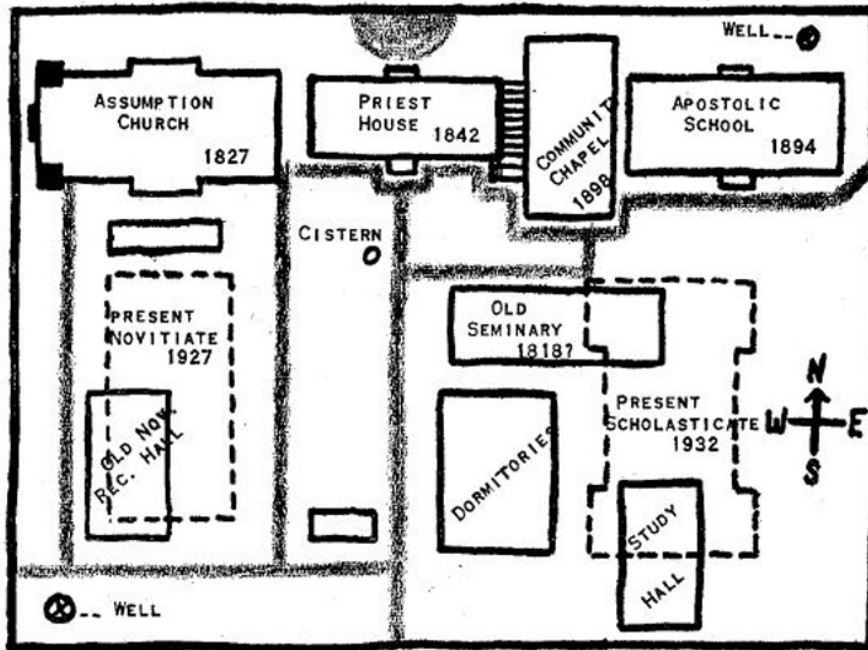 WELL
ASSUMPTION
CHURCH
1827
PRIEST
HOUSE
1842
COMMUNITY
CHAPEL
1898
APOSTOLIC
SCHOOL
1894
CISTERN
PRESENT
NOVITIATE
1927
OLD
SEMINARY
1818?
OLD NOV.
REC. HALL
DORMITORIES
PRESENT
SCHOLASTICATE
1932
STUDY
HALL
N
W
E
S
WELL